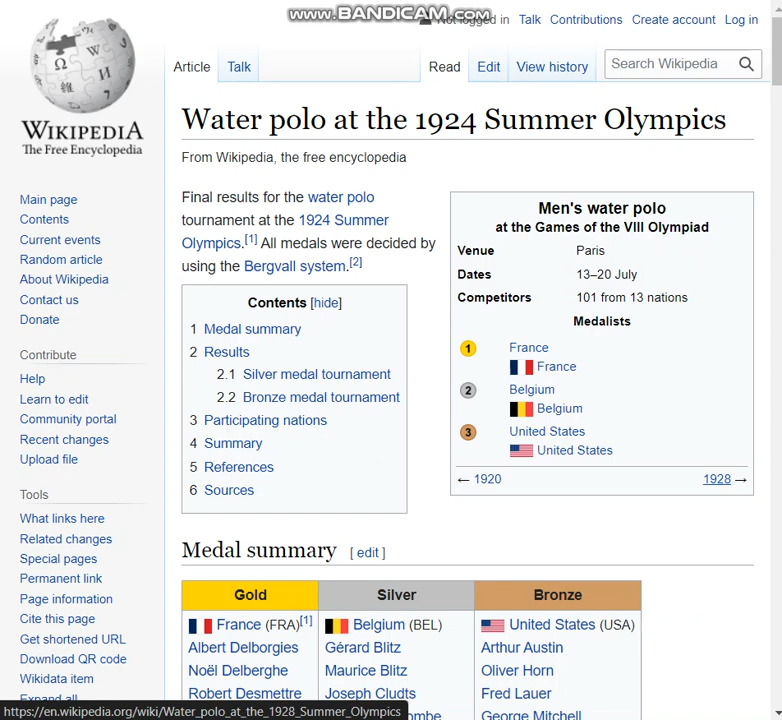 www.BANDICAM.com
Not logged in Talk Contributions Create account Log in
Article Talk Read Edit View history Search Wikipedia
WIKIPEDIA
The Free Encyclopedia
Main page
Contents
Current events
Random article
About Wikipedia
Contact us
Donate
Contribute
Help
Learn to edit
Community portal
Recent changes
Upload file
Tools
What links here
Related changes
Special pages
Permanent link
Page information
Cite this page
Get shortened URL
Download QR code
Wikidata item
Expand all
Water polo at the 1924 Summer Olympics
From Wikipedia, the free encyclopedia
Final results for the water polo
tournament at the 1924 Summer
Olympics.[1] All medals were decided by
using the Bergvall system.[2]
Contents [hide]
1 Medal summary
2 Results
2.1 Silver medal tournament
2.2 Bronze medal tournament
3 Participating nations
4 Summary
5 References
6 Sources
Men's water polo
at the Games of the VIII Olympiad
Venue Paris
Dates 13–20 July
Competitors 101 from 13 nations
Medalists
1 France
France
2 Belgium
Belgium
3 United States
United States
← 1920 1928 →
Medal summary [ edit ]
Gold Silver Bronze
France (FRA)[1] Belgium (BEL) United States (USA)
Albert Delborgies Gérard Blitz Arthur Austin
Noël Delberghe Maurice Blitz Oliver Horn
Robert Desmettre Joseph Cludts Fred Lauer
George Mitchell
https://en.wikipedia.org/wiki/Water_polo_at_the_1928_Summer_Olympics